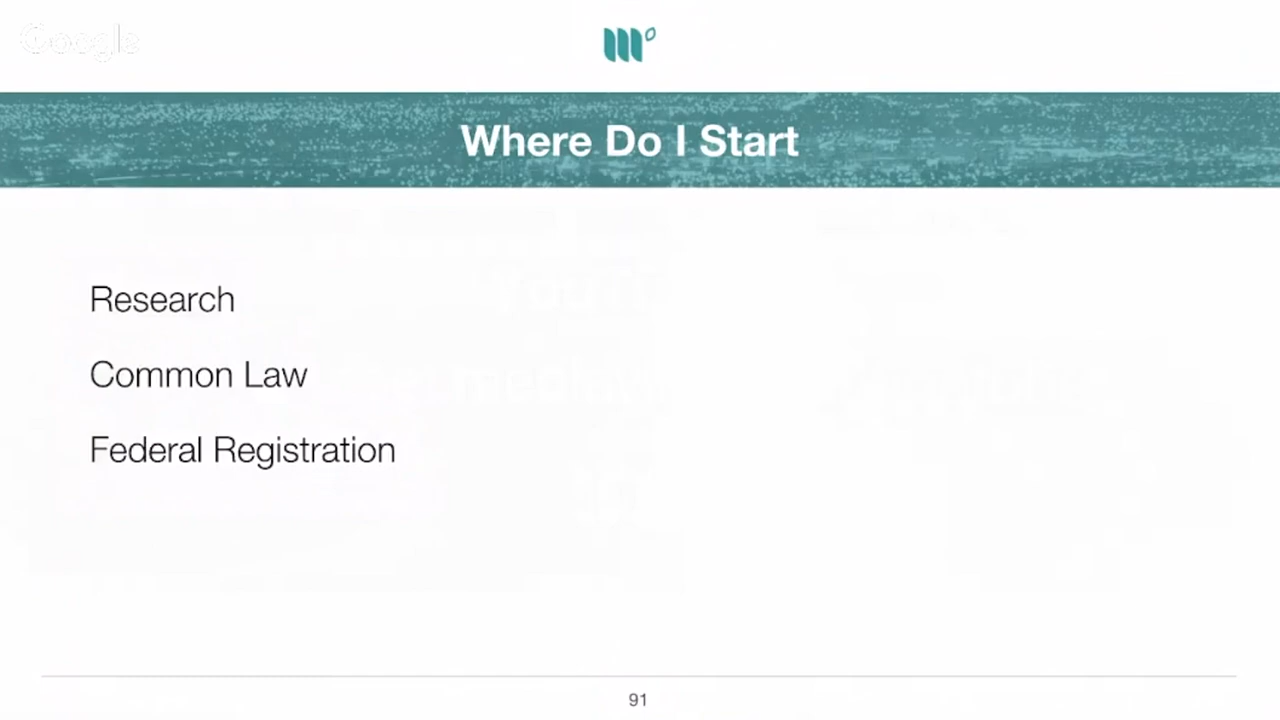 Google
Where Do I Start
Research
Common Law
Federal Registration
91